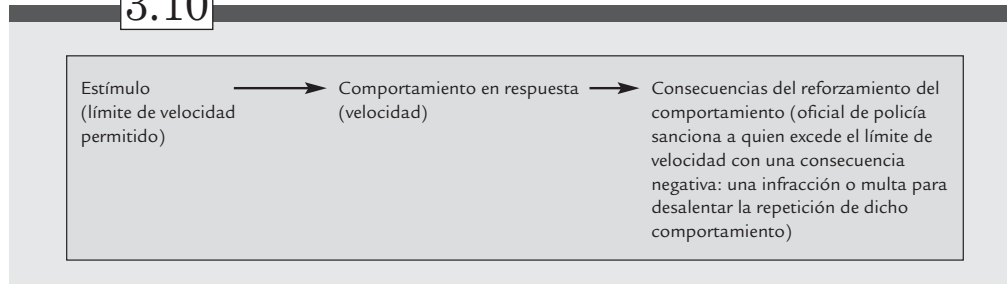 3.10
Estímulo
(límite de velocidad
permitido)
Comportamiento en respuesta
(velocidad)
Consecuencias del reforzamiento del
comportamiento (oficial de policía
sanciona a quien excede el límite de
velocidad con una consecuencia
negativa: una infracción o multa para
desalentar la repetición de dicho
comportamiento)